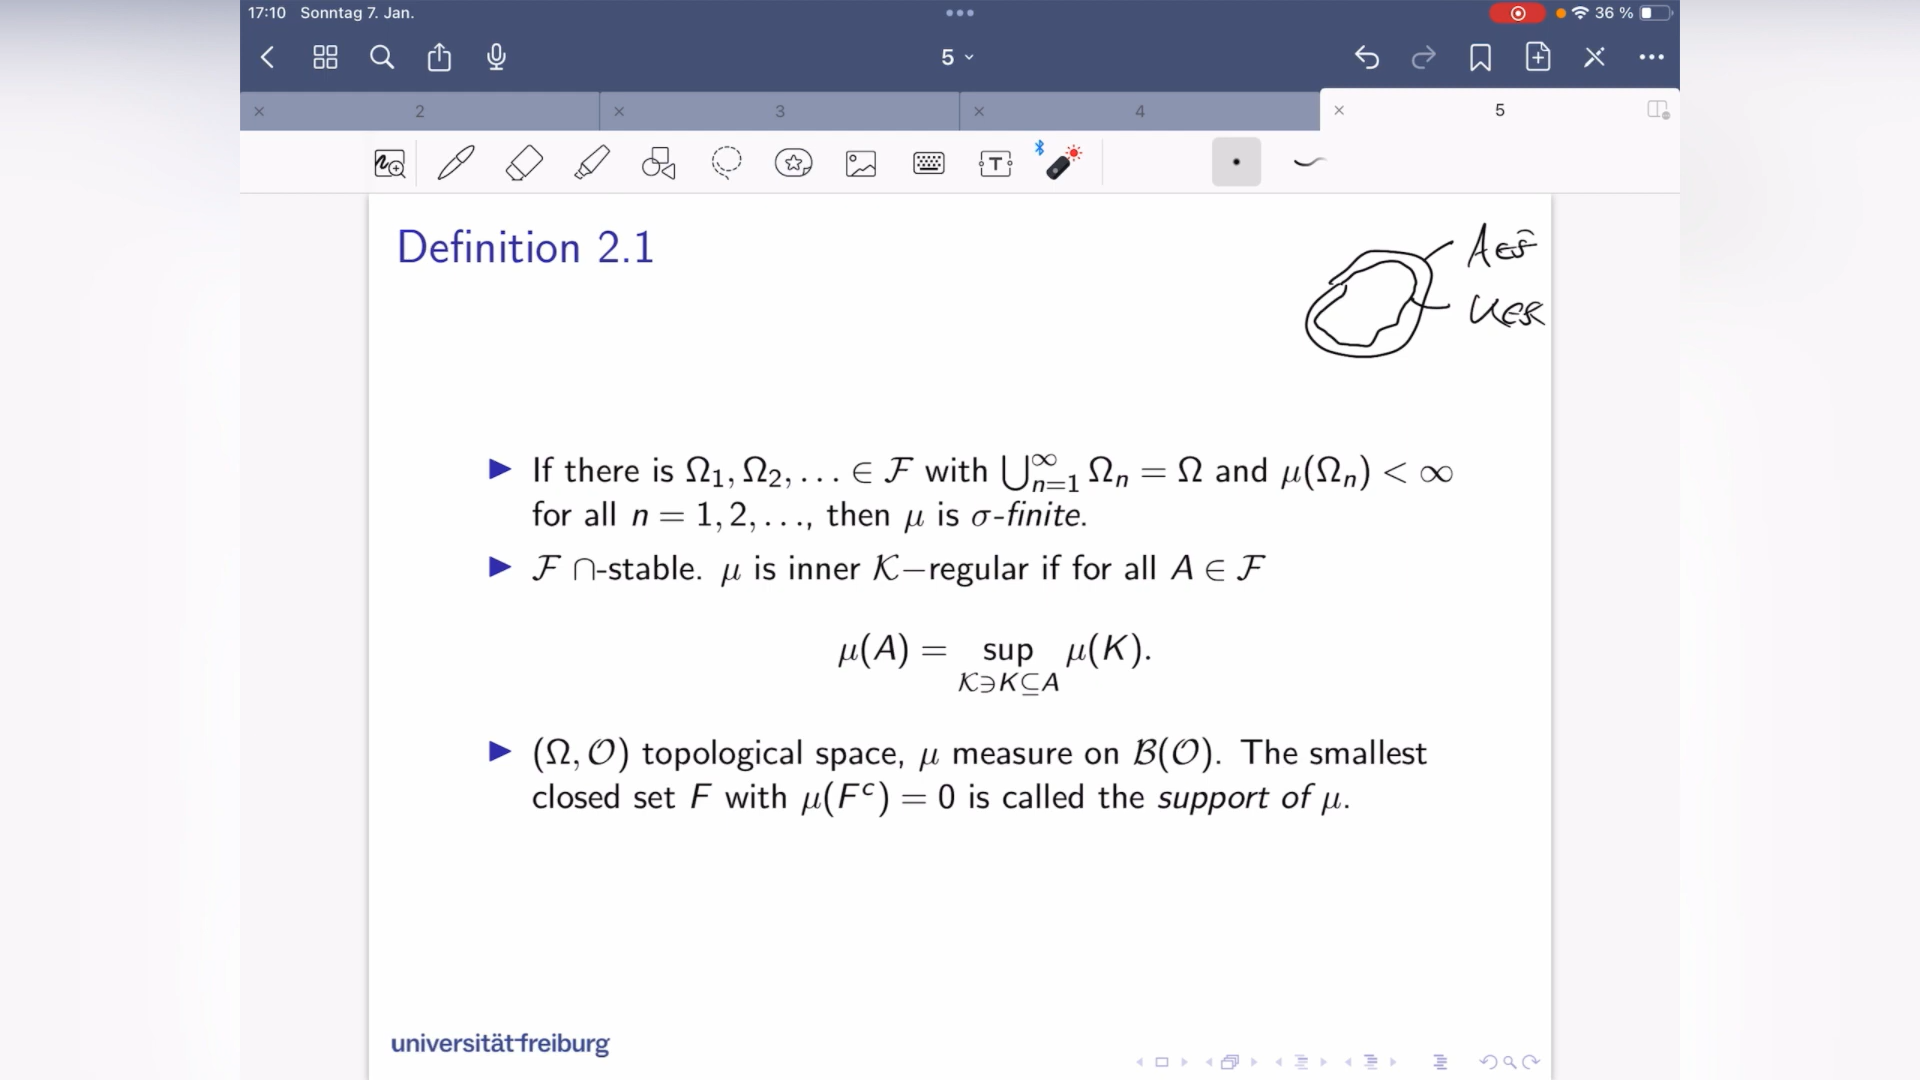 17:10 Sonntag 7. Jan.
36 %
5
2
3
4
5
Definition 2.1
A ∈ F
K ∈ K
If there is Ω₁, Ω₂, . . . ∈ ℱ with ⋃ₙ₌₁^∞ Ωₙ = Ω and μ(Ωₙ) < ∞
for all n = 1, 2, . . ., then μ is σ-finite.
ℱ ∩-stable. μ is inner 𝒦−regular if for all A ∈ ℱ
μ(A) = sup μ(K).
𝒦∋K⊆A
(Ω, 𝒪) topological space, μ measure on ℬ(𝒪). The smallest
closed set F with μ(Fᶜ) = 0 is called the support of μ.
universität freiburg